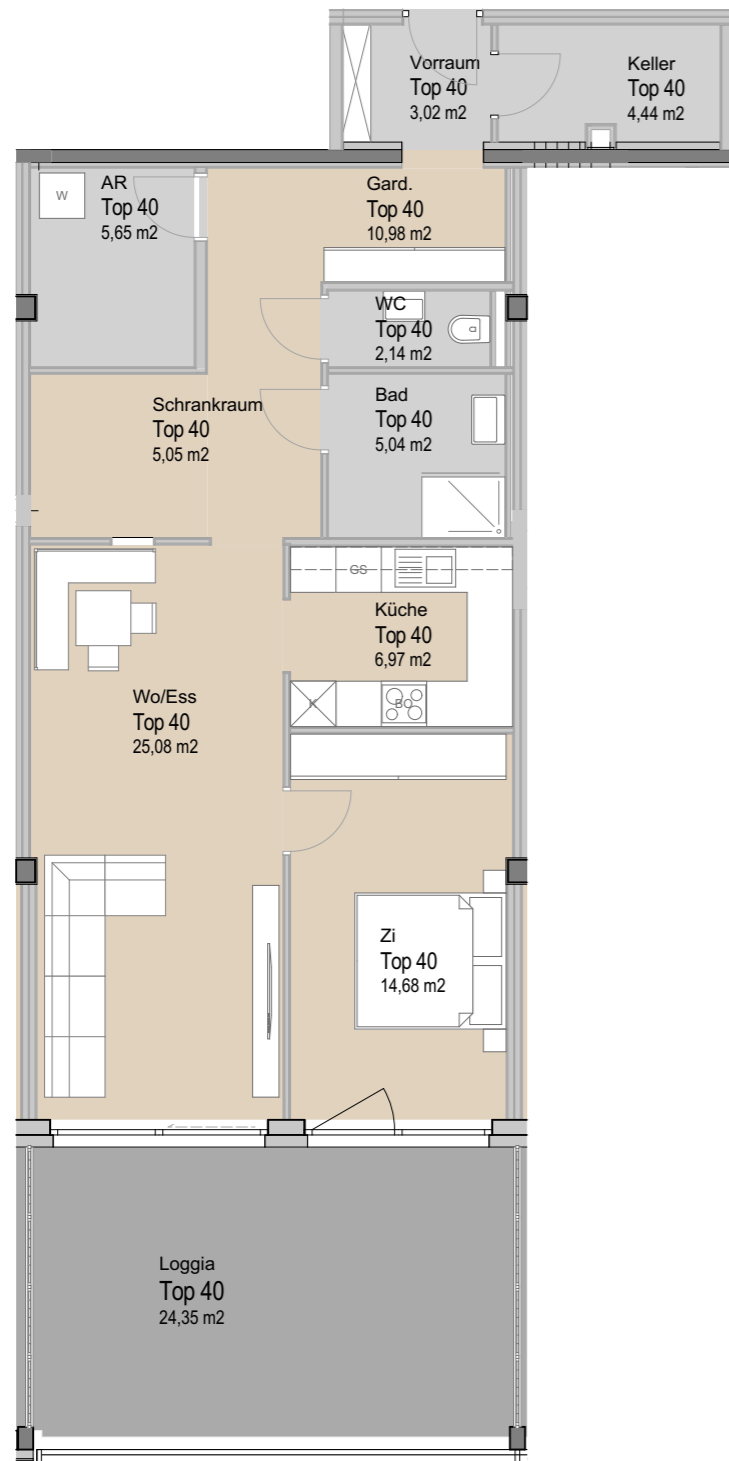 Vorraum
Top 40
3,02 m2
Keller
Top 40
4,44 m2
W
AR
Top 40
5,65 m2
Gard.
Top 40
10,98 m2
WC
Top 40
2,14 m2
Schrankraum
Top 40
5,05 m2
Bad
Top 40
5,04 m2
GS
Küche
Top 40
6,97 m2
K
BO
Wo/Ess
Top 40
25,08 m2
Zi
Top 40
14,68 m2
Loggia
Top 40
24,35 m2